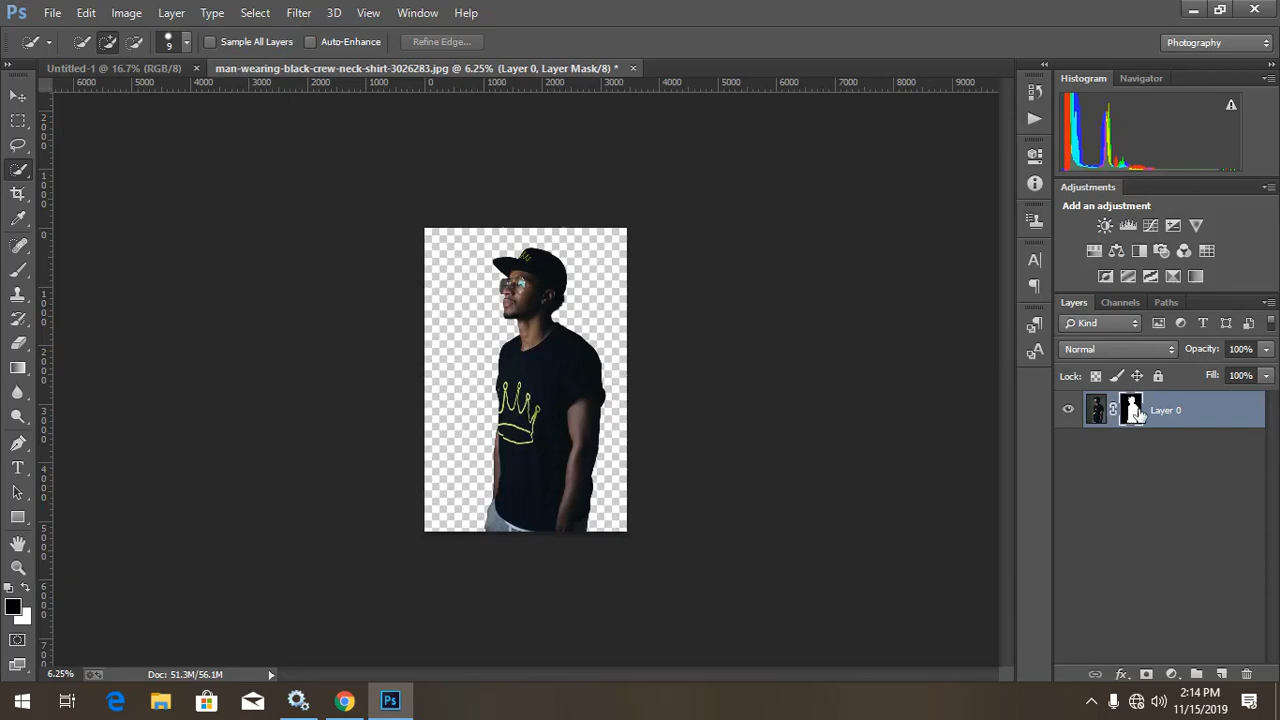 Ps File Edit Image Layer Type Select Filter 3D View Window Help
9 Sample All Layers Auto-Enhance Refine Edge... Photography
Untitled-1 @ 16.7% (RGB/8) × man-wearing-black-crew-neck-shirt-3026283.jpg @ 6.25% (Layer 0, Layer Mask/8) * ×
6000 5000 4000 3000 2000 1000 0 1000 2000 3000 4000 5000 6000 7000 8000 9000
Histogram Navigator
Adjustments
Add an adjustment
Layers Channels Paths
Kind
Normal Opacity: 100%
Lock: Fill: 100%
Layer 0
6.25% Doc: 51.3M/56.1M
Ps 2:14 PM
11/15/2019